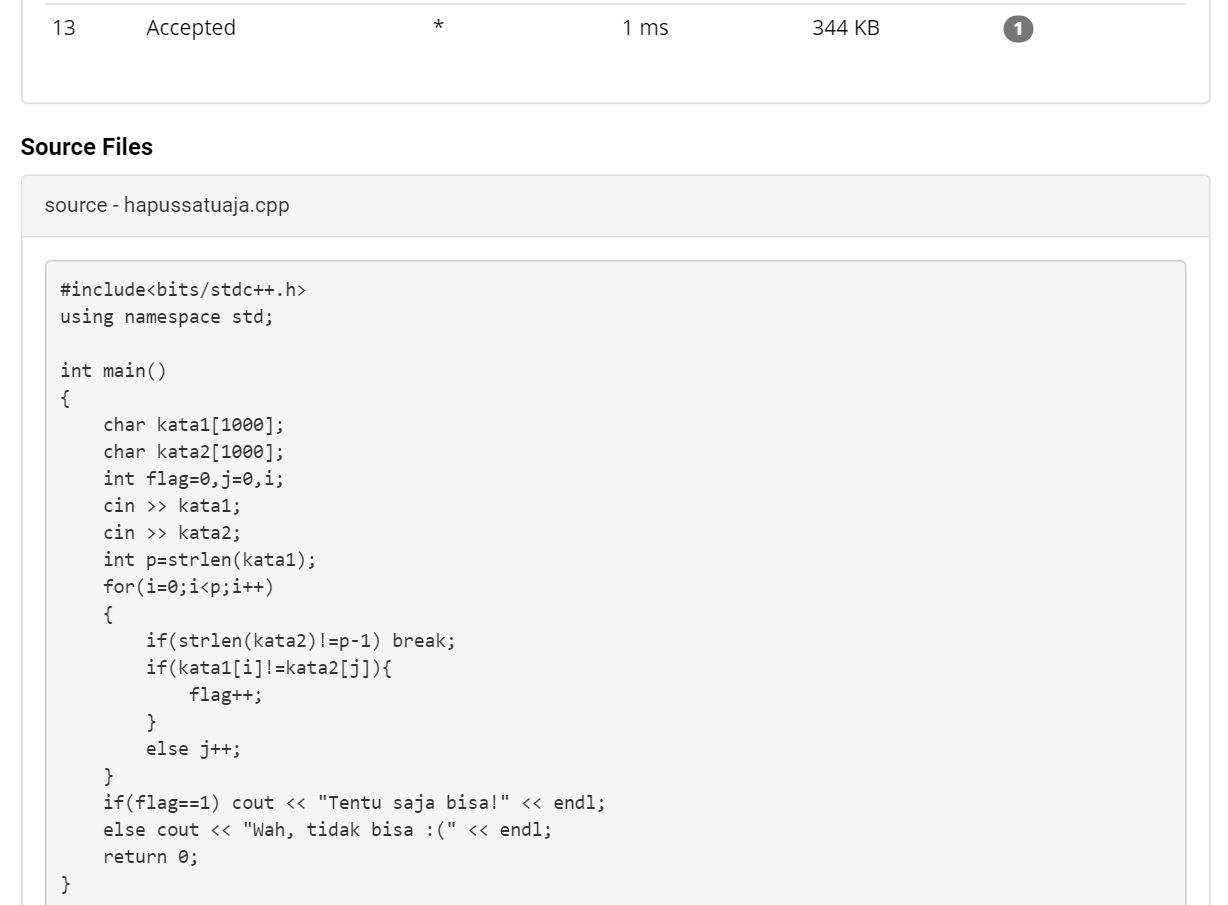 13 Accepted * 1 ms 344 KB 1
Source Files
source - hapussatuaja.cpp
#include<bits/stdc++.h>
using namespace std;

int main()
{
    char kata1[1000];
    char kata2[1000];
    int flag=0,j=0,i;
    cin >> kata1;
    cin >> kata2;
    int p=strlen(kata1);
    for(i=0;i<p;i++)
    {
        if(strlen(kata2)!=p-1) break;
        if(kata1[i]!=kata2[j]){
            flag++;
        }
        else j++;
    }
    if(flag==1) cout << "Tentu saja bisa!" << endl;
    else cout << "Wah, tidak bisa :(" << endl;
    return 0;
}